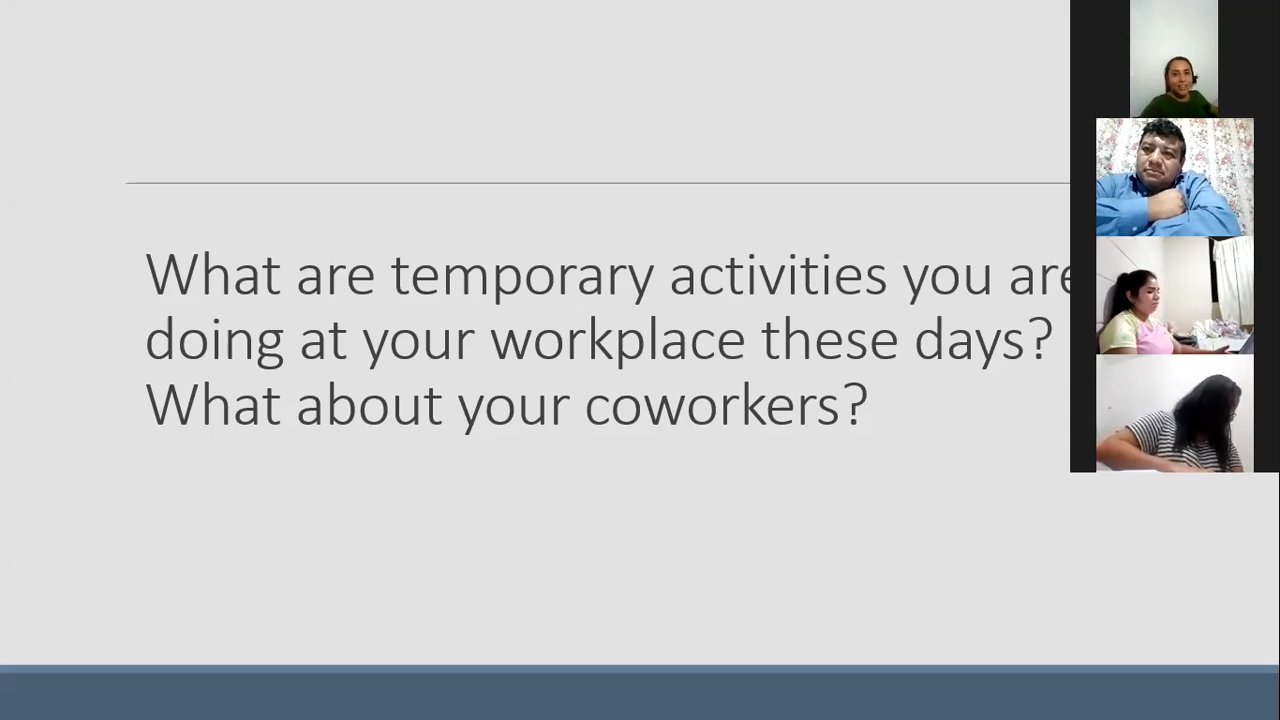 What are temporary activities you are
doing at your workplace these days?
What about your coworkers?